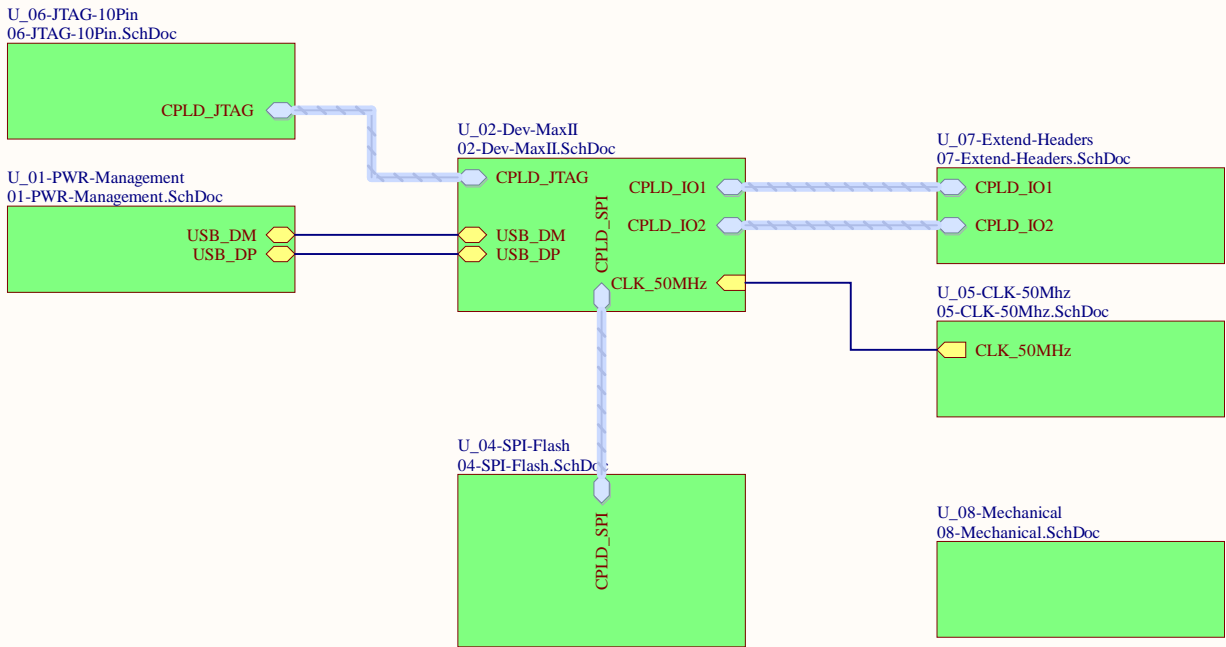 U_06-JTAG-10Pin
06-JTAG-10Pin.SchDoc
CPLD_JTAG
U_01-PWR-Management
01-PWR-Management.SchDoc
USB_DM
USB_DP
U_02-Dev-MaxII
02-Dev-MaxII.SchDoc
CPLD_JTAG
USB_DM
USB_DP
CPLD_SPI
CPLD_IO1
CPLD_IO2
CLK_50MHz
U_07-Extend-Headers
07-Extend-Headers.SchDoc
CPLD_IO1
CPLD_IO2
U_05-CLK-50Mhz
05-CLK-50Mhz.SchDoc
CLK_50MHz
U_04-SPI-Flash
04-SPI-Flash.SchDoc
CPLD_SPI
U_08-Mechanical
08-Mechanical.SchDoc